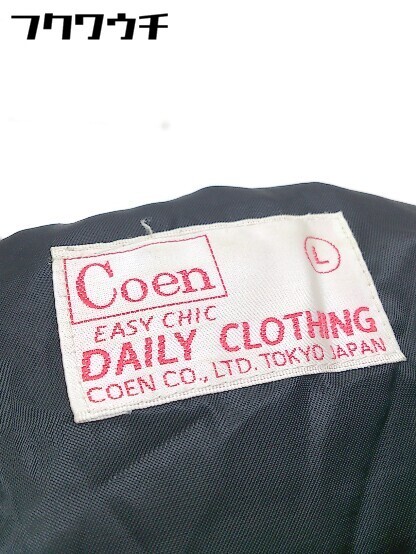 フクワウチ
Coen
L
EASY CHIC
DAILY CLOTHING
COEN CO., LTD. TOKYO JAPAN